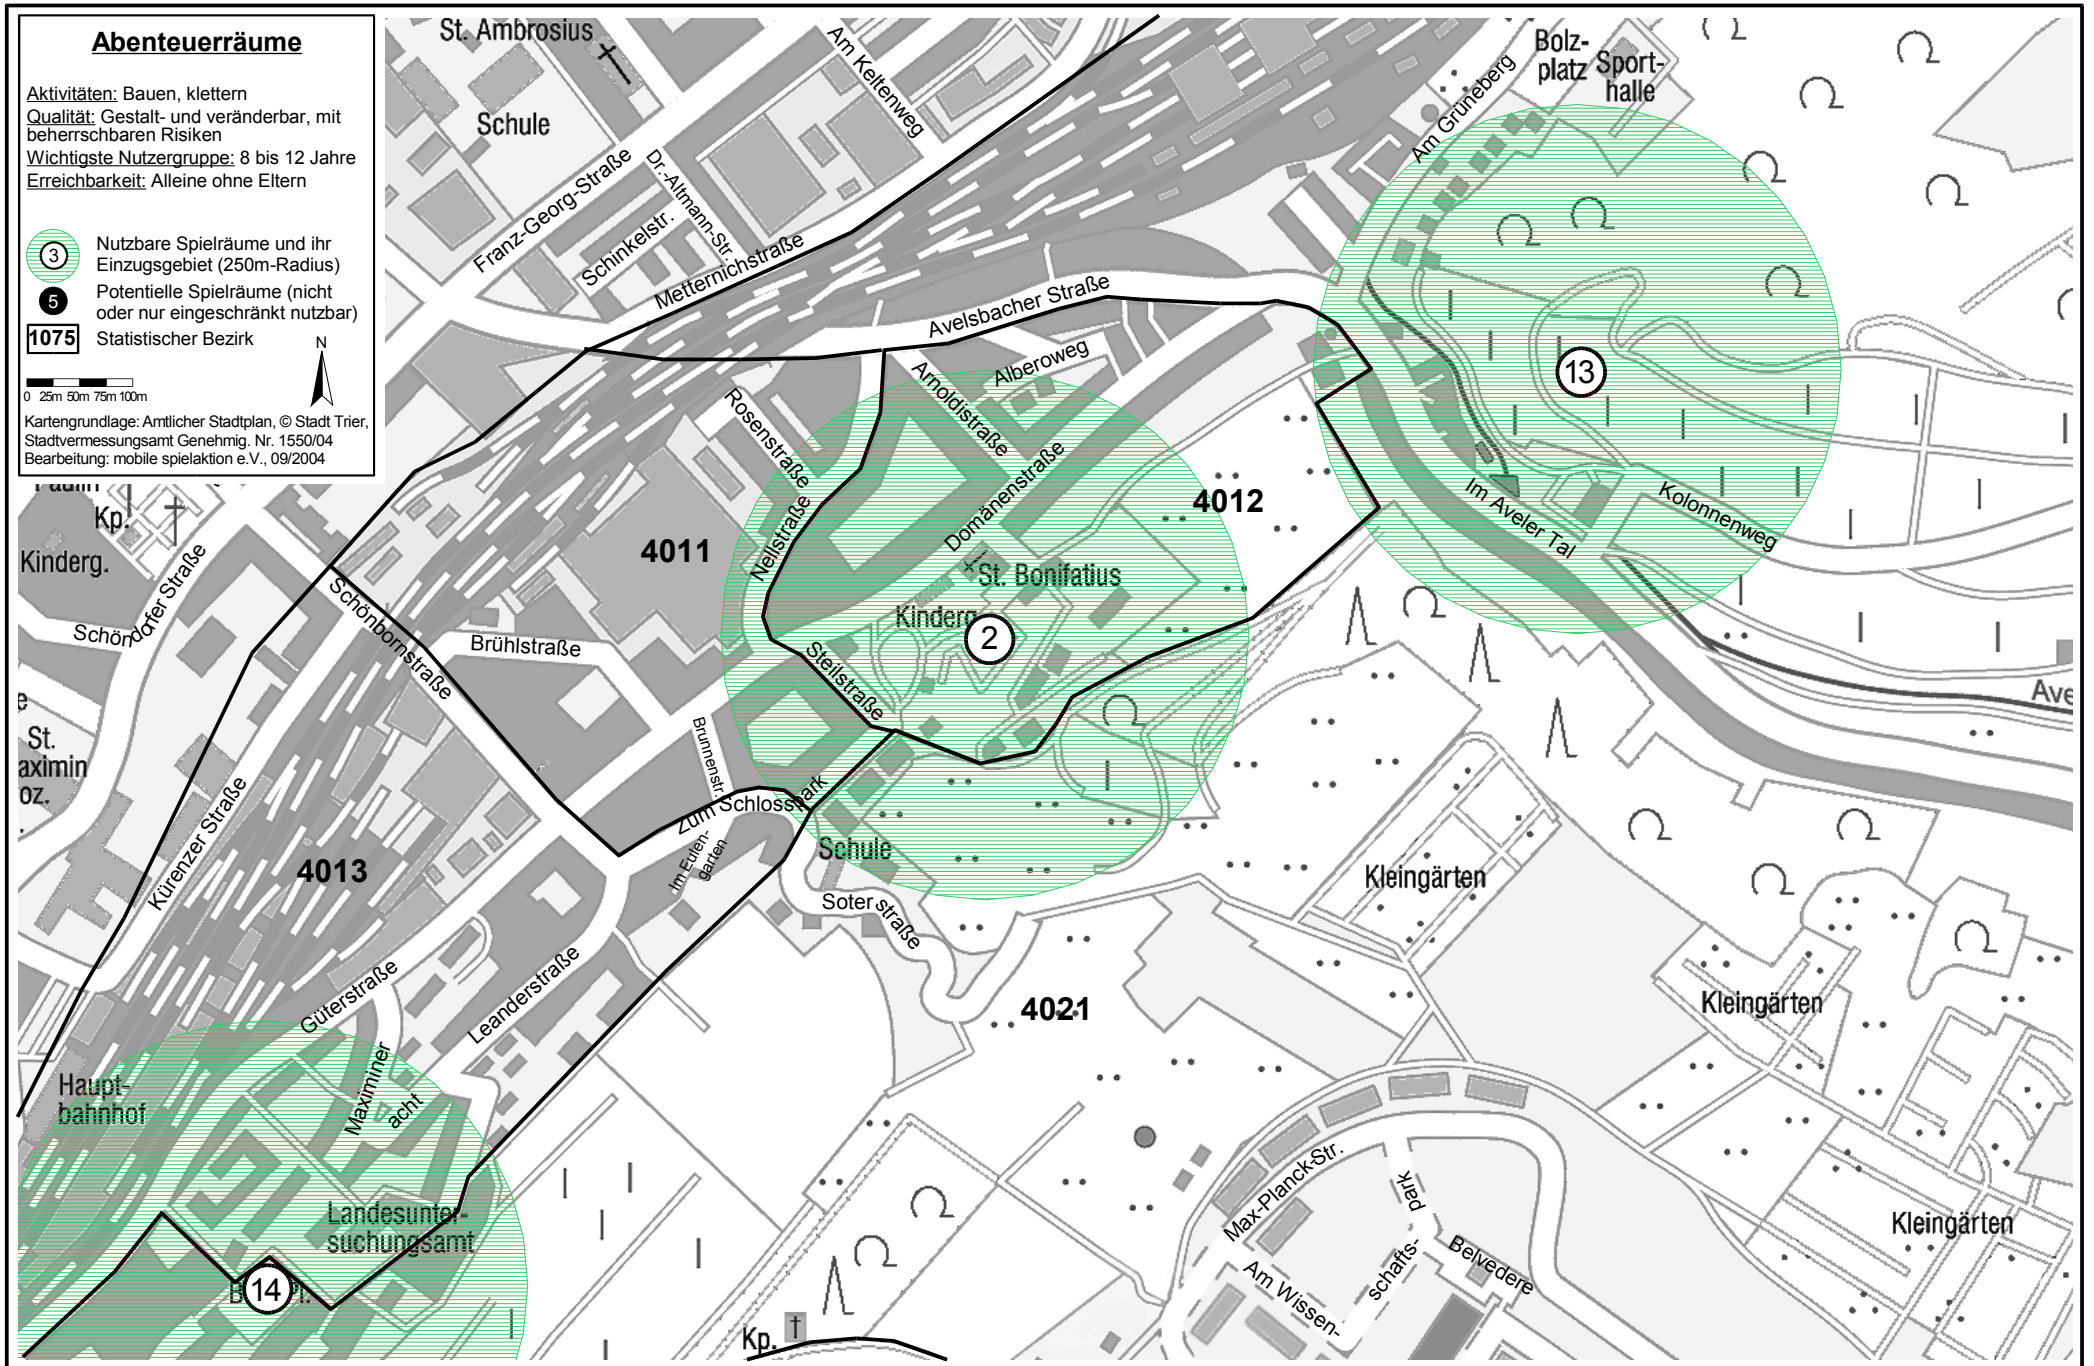 Abenteuerräume
Aktivitäten: Bauen, klettern
Qualität: Gestalt- und veränderbar, mit
beherrschbaren Risiken
Wichtigste Nutzergruppe: 8 bis 12 Jahre
Erreichbarkeit: Alleine ohne Eltern
3
Nutzbare Spielräume und ihr
Einzugsgebiet (250m-Radius)
5
Potentielle Spielräume (nicht
oder nur eingeschränkt nutzbar)
1075
Statistischer Bezirk
N
0 25m 50m 75m 100m
Kartengrundlage: Amtlicher Stadtplan, © Stadt Trier,
Stadtvermessungsamt Genehmig. Nr. 1550/04
Bearbeitung: mobile spielaktion e.V., 09/2004
St. Ambrosius
Schule
Am Keltenweg
Franz-Georg-Straße
Dr.-Altmann-Str.
Schinkelstr.
Metternichstraße
Bolz-
platz
Sport-
halle
Am Grüneberg
Avelsbacher Straße
Alberoweg
Arnoldistraße
Rosenstraße
Nellstraße
Domänenstraße
13
4012
4011
Im Aveler Tal
Kolonnenweg
Kp.
Kinderg.
Schöndorfer Straße
Schönbornstraße
Brühlstraße
St. Bonifatius
Kinderg.
2
Steilstraße
Brunnenstr.
Zum Schlosspark
Im Eulen-
garten
Schule
Soterstraße
St.
aximin
oz.
Ave
Kürenzer Straße
4013
Kleingärten
Kleingärten
Kleingärten
4021
Güterstraße
Leanderstraße
Maximiner
acht
Haupt-
bahnhof
Landesunter-
suchungsamt
14
Max-Planck-Str.
Am Wissen-
schafts-
park
Belvedere
Kp.